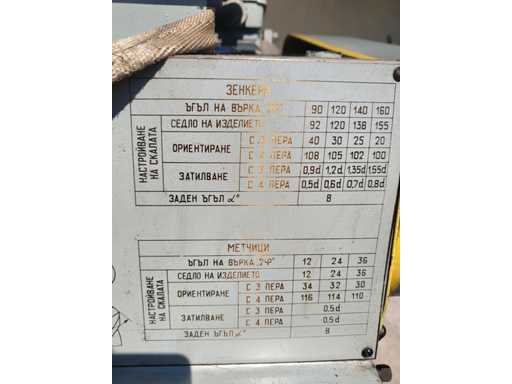 ЗЕНКЕРИ
ЪГЪЛ НА ВЪРХА „2Ψ" 90 120 140 160
НАСТРОЙВАНЕ НА СКАЛАТА
СЕДЛО НА ИЗДЕЛИЕТО 92 120 138 155
ОРИЕНТИРАНЕ С 3 ПЕРА 40 30 25 20
С 4 ПЕРА 108 105 102 100
ЗАТИЛВАНЕ С 3 ПЕРА 0,9d 1,2d 1,35d 1,55d
С 4 ПЕРА 0,5d 0,6d 0,7d 0,8d
ЗАДЕН ЪГЪЛ α° 8
МЕТЧИЦИ
ЪГЪЛ НА ВЪРХА „2Ψ" 12 24 36
НАСТРОЙВАНЕ НА СКАЛАТА
СЕДЛО НА ИЗДЕЛИЕТО 12 24 36
ОРИЕНТИРАНЕ С 3 ПЕРА 34 32 30
С 4 ПЕРА 116 114 110
ЗАТИЛВАНЕ С 3 ПЕРА 0,5d
С 4 ПЕРА 0,5d
ЗАДЕН ЪГЪЛ α° 8